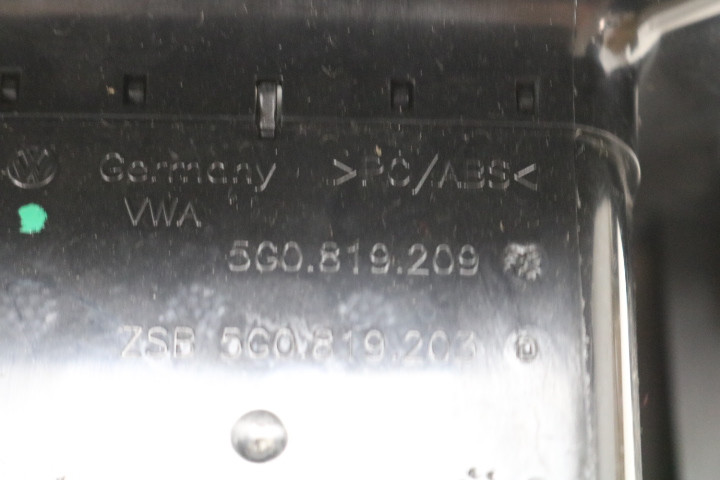 Germany >PC/ABS<
VWA
5G0.819.209
ZSB 5G0.819.203